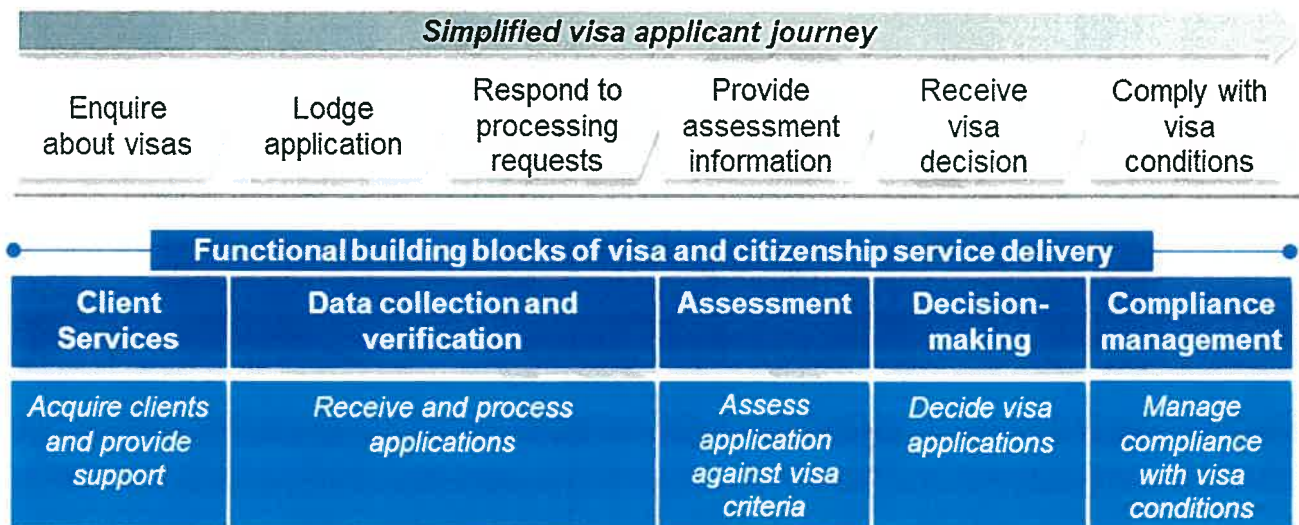 Simplified visa applicant journey
Enquire
about visas
Lodge
application
Respond to
processing
requests
Provide
assessment
information
Receive
visa
decision
Comply with
visa
conditions
Functional building blocks of visa and citizenship service delivery
Client
Services
Data collection and
verification
Assessment
Decision-
making
Compliance
management
Acquire clients
and provide
support
Receive and process
applications
Assess
application
against visa
criteria
Decide visa
applications
Manage
compliance
with visa
conditions